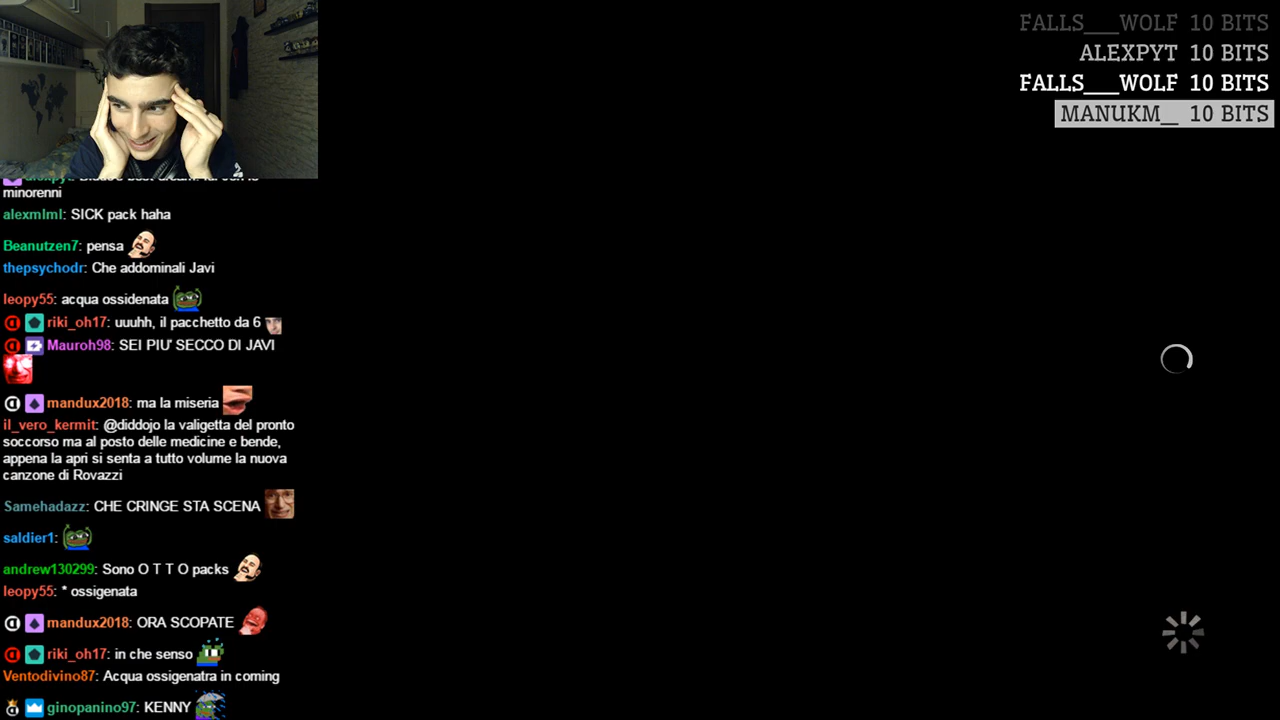 FALLS___WOLF 10 BITS
ALEXPYT 10 BITS
FALLS___WOLF 10 BITS
MANUKM__ 10 BITS
minorenni
alexmlml: SICK pack haha
Beanutzen7: pensa
thepsychodr: Che addominali Javi
leopy55: acqua ossidenata
riki_oh17: uuuhh, il pacchetto da 6
Mauroh98: SEI PIU' SECCO DI JAVI
mandux2018: ma la miseria
il_vero_kermit: @diddojo la valigetta del pronto
soccorso ma al posto delle medicine e bende,
appena la apri si senta a tutto volume la nuova
canzone di Rovazzi
Samehadazz: CHE CRINGE STA SCENA
saldier1:
andrew130299: Sono O T T O packs
leopy55: * ossigenata
mandux2018: ORA SCOPATE
riki_oh17: in che senso
Ventodivino87: Acqua ossigenatra in coming
ginopanino97: KENNY